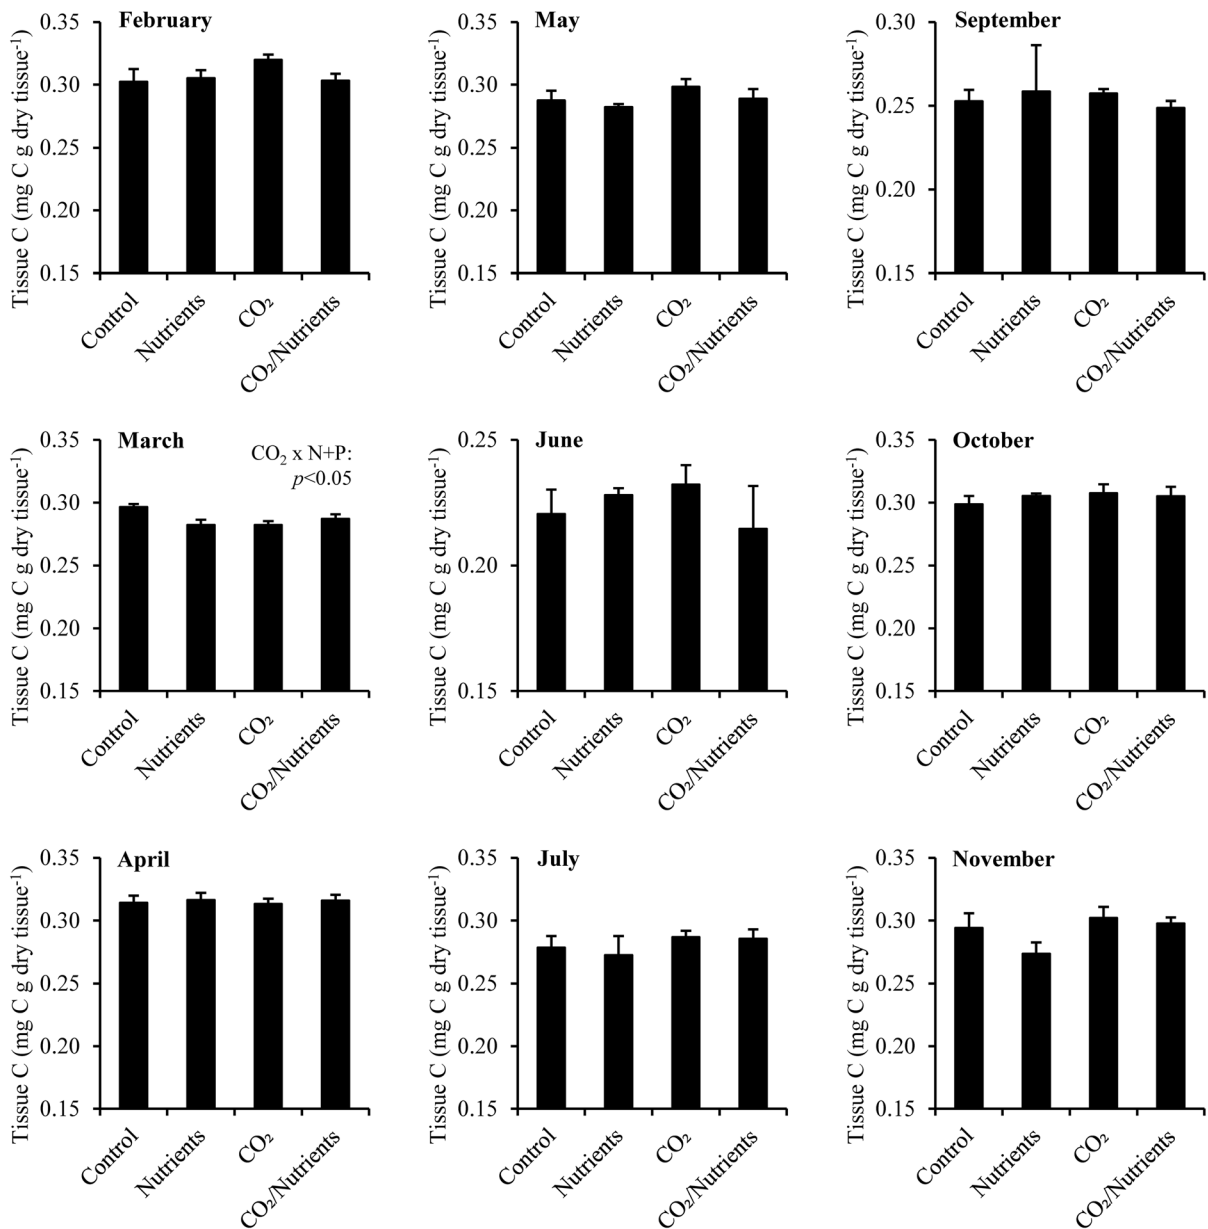 February
Tissue C (mg C g dry tissue⁻¹)
0.35
0.30
0.25
0.20
0.15
Control
Nutrients
CO₂
CO₂/Nutrients
May
Tissue C (mg C g dry tissue⁻¹)
0.35
0.30
0.25
0.20
0.15
Control
Nutrients
CO₂
CO₂/Nutrients
September
Tissue C (mg C g dry tissue⁻¹)
0.30
0.25
0.20
0.15
Control
Nutrients
CO₂
CO₂/Nutrients
March
CO₂ x N+P:
p<0.05
Tissue C (mg C g dry tissue⁻¹)
0.35
0.30
0.25
0.20
0.15
Control
Nutrients
CO₂
CO₂/Nutrients
June
Tissue C (mg C g dry tissue⁻¹)
0.25
0.20
0.15
Control
Nutrients
CO₂
CO₂/Nutrients
October
Tissue C (mg C g dry tissue⁻¹)
0.35
0.30
0.25
0.20
0.15
Control
Nutrients
CO₂
CO₂/Nutrients
April
Tissue C (mg C g dry tissue⁻¹)
0.35
0.30
0.25
0.20
0.15
Control
Nutrients
CO₂
CO₂/Nutrients
July
Tissue C (mg C g dry tissue⁻¹)
0.35
0.30
0.25
0.20
0.15
Control
Nutrients
CO₂
CO₂/Nutrients
November
Tissue C (mg C g dry tissue⁻¹)
0.35
0.30
0.25
0.20
0.15
Control
Nutrients
CO₂
CO₂/Nutrients